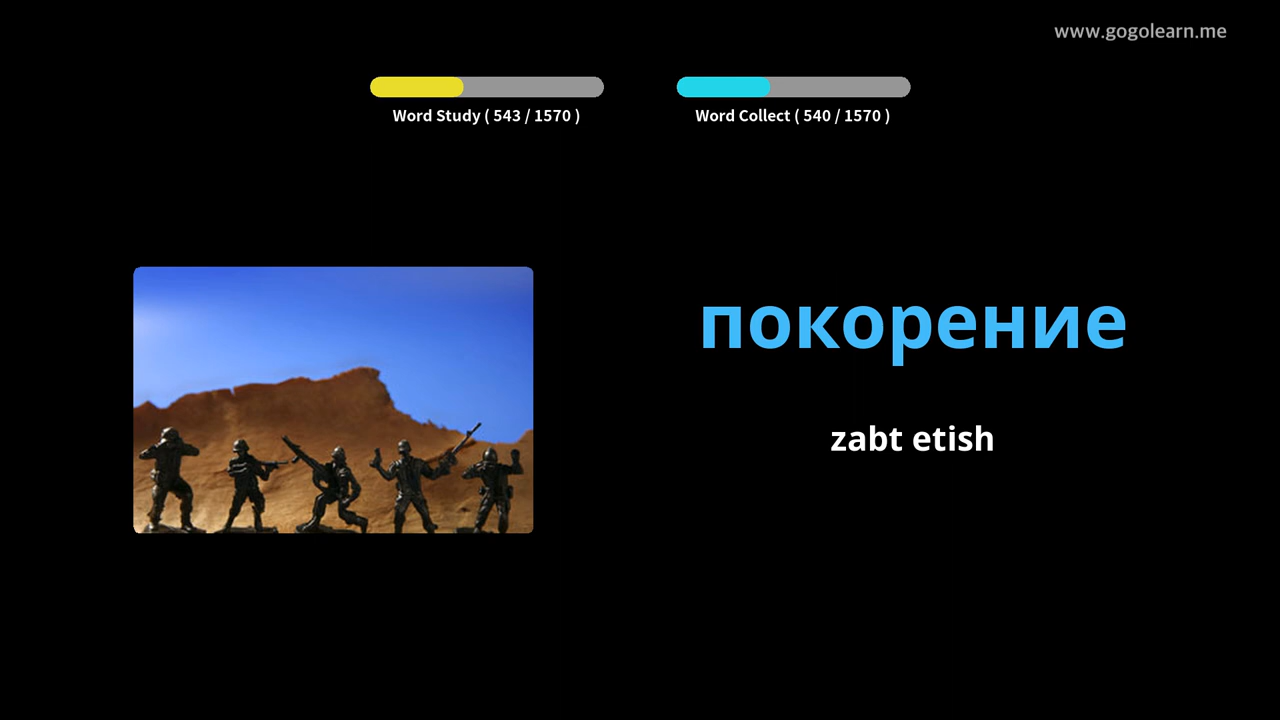 www.gogolearn.me
Word Study ( 543 / 1570 )
Word Collect ( 540 / 1570 )
покорение
zabt etish